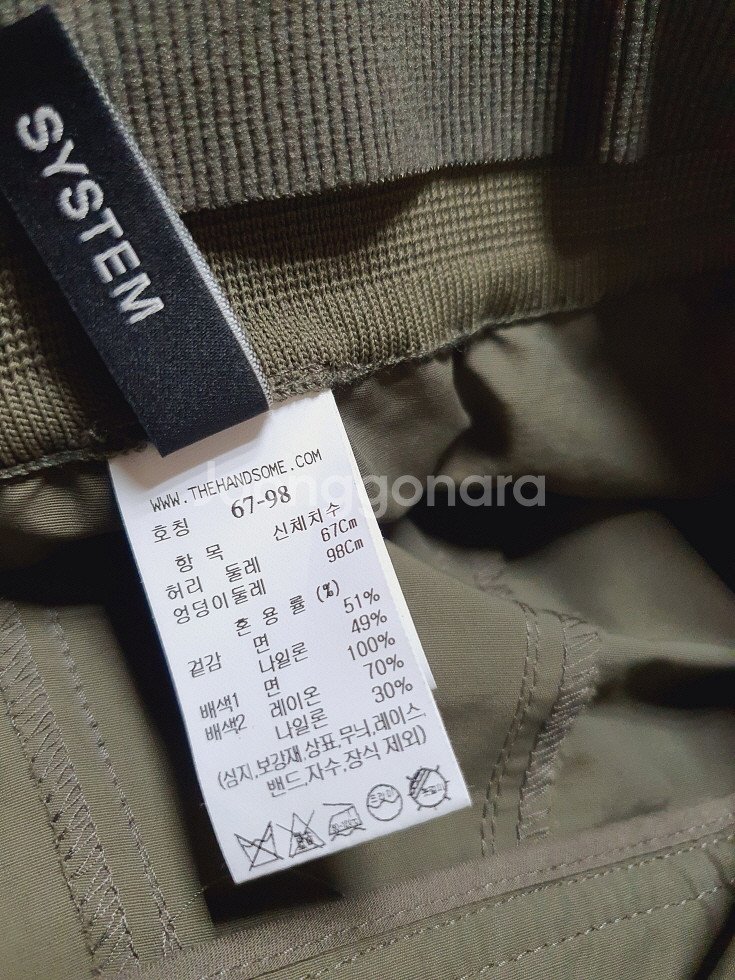 SYSTEM
WWW.THEHANDSOME.COM
호칭 67-98
항 목 신체치수
허리 둘레 67Cm
엉덩이둘레 98Cm
혼 용 률 (%)
겉감 면 51%
나일론 49%
배색1 면 100%
배색2 레이온 70%
나일론 30%
(심지,보강재,상표,무늬,레이스,
밴드,자수,장식 제외)
드라이